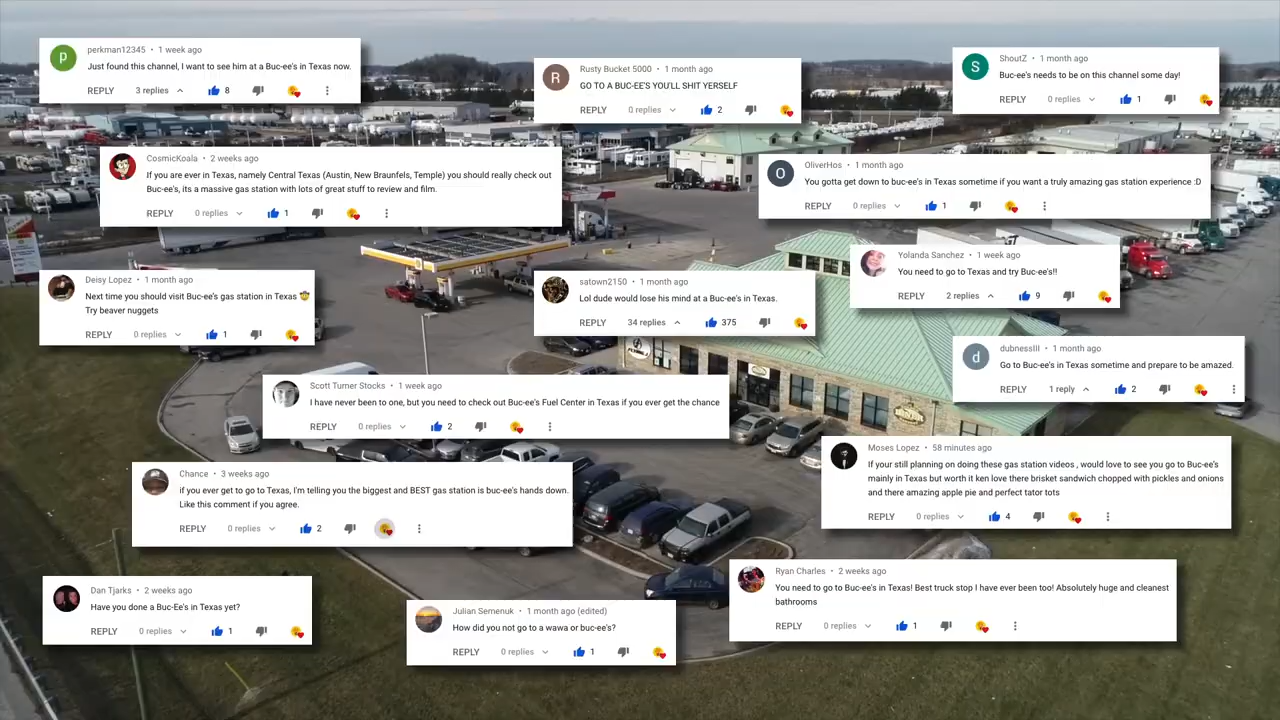 perkman12345 • 1 week ago
Just found this channel, I want to see him at a Buc-ee's in Texas now.
REPLY 3 replies 8
Rusty Bucket 5000 • 1 month ago
GO TO A BUC-EE'S YOU'LL SHIT YERSELF
REPLY 0 replies 2
ShoutZ • 1 month ago
Buc-ee's needs to be on this channel some day!
REPLY 0 replies 1
CosmicKoala • 2 weeks ago
If you are ever in Texas, namely Central Texas (Austin, New Braunfels, Temple) you should really check out
Buc-ee's, its a massive gas station with lots of great stuff to review and film.
REPLY 0 replies 1
OliverHos • 1 month ago
You gotta get down to buc-ee's in Texas sometime if you want a truly amazing gas station experience :D
REPLY 0 replies 1
Deisy Lopez • 1 month ago
Next time you should visit Buc-ee's gas station in Texas 🤠
Try beaver nuggets
REPLY 0 replies 1
satown2150 • 1 month ago
Lol dude would lose his mind at a Buc-ee's in Texas.
REPLY 34 replies 375
Yolanda Sanchez • 1 week ago
You need to go to Texas and try Buc-ee's!!
REPLY 2 replies 9
dubnesslll • 1 month ago
Go to Buc-ee's in Texas sometime and prepare to be amazed.
REPLY 1 reply 2
Scott Turner Stocks • 1 week ago
I have never been to one, but you need to check out Buc-ee's Fuel Center in Texas if you ever get the chance
REPLY 0 replies 2
Moses Lopez • 58 minutes ago
If your still planning on doing these gas station videos , would love to see you go to Buc-ee's
mainly in Texas but worth it ken love there brisket sandwich chopped with pickles and onions
and there amazing apple pie and perfect tator tots
REPLY 0 replies 4
Chance • 3 weeks ago
if you ever get to go to Texas, I'm telling you the biggest and BEST gas station is buc-ee's hands down.
Like this comment if you agree.
REPLY 0 replies 2
Ryan Charles • 2 weeks ago
You need to go to Buc-ee's in Texas! Best truck stop I have ever been too! Absolutely huge and cleanest
bathrooms
REPLY 0 replies 1
Dan Tjarks • 2 weeks ago
Have you done a Buc-Ee's in Texas yet?
REPLY 0 replies 1
Julian Semenuk • 1 month ago (edited)
How did you not go to a wawa or buc-ee's?
REPLY 0 replies 1